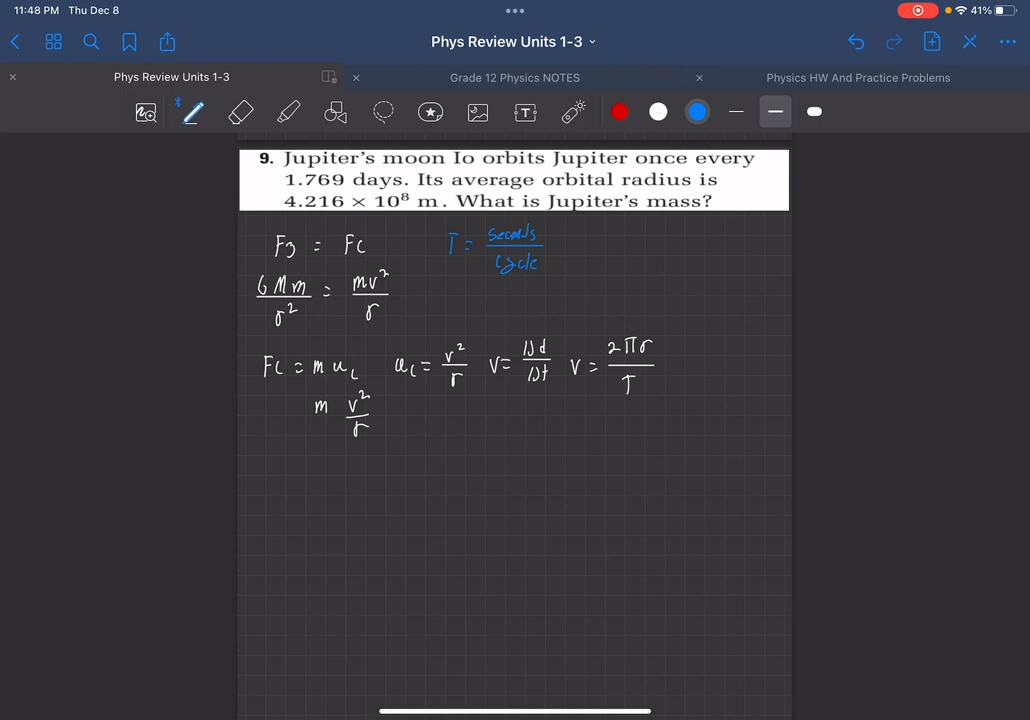 11:48 PM Thu Dec 8
41%
Phys Review Units 1-3
Phys Review Units 1-3
Grade 12 Physics NOTES
Physics HW And Practice Problems
9. Jupiter's moon Io orbits Jupiter once every
1.769 days. Its average orbital radius is
4.216 × 10⁸ m. What is Jupiter's mass?
Fg = Fc
T = seconds/cycle
GMm/r² = mv²/r
Fc = m ac
ac = v²/r
v = Δd/Δt
v = 2πr/T
m v²/r